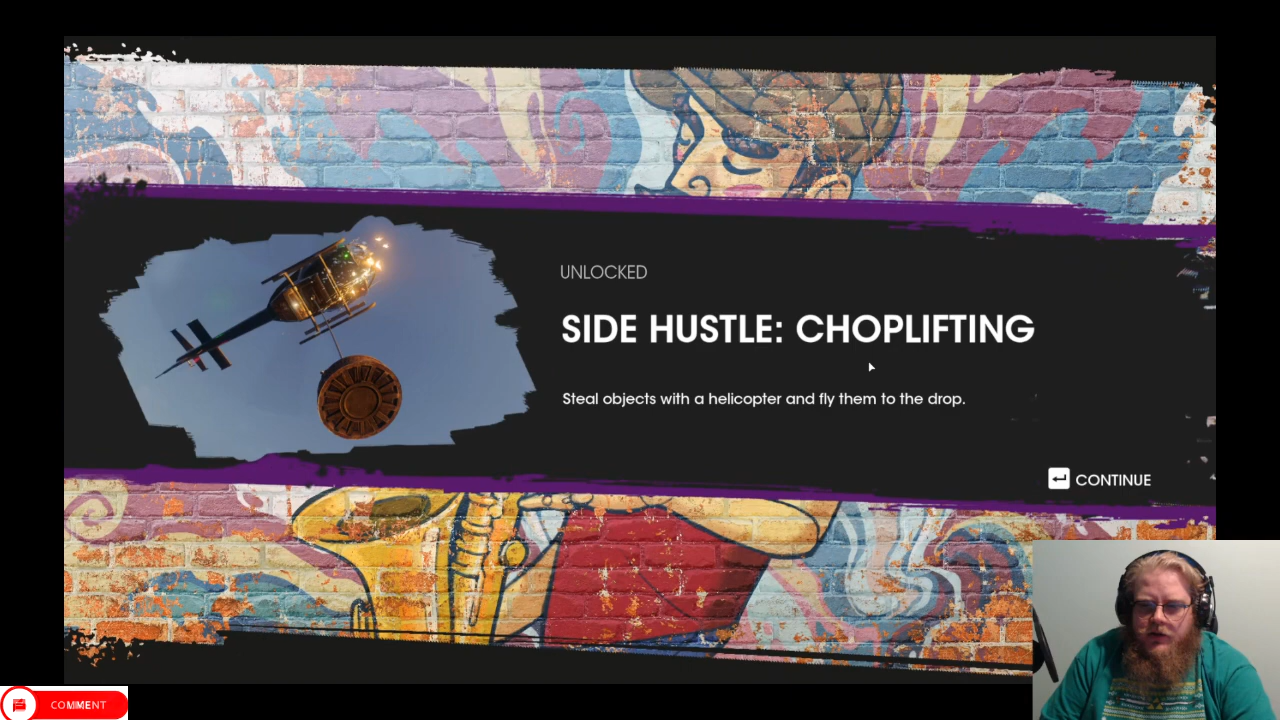 UNLOCKED
SIDE HUSTLE: CHOPLIFTING
Steal objects with a helicopter and fly them to the drop.
CONTINUE
COMMENT